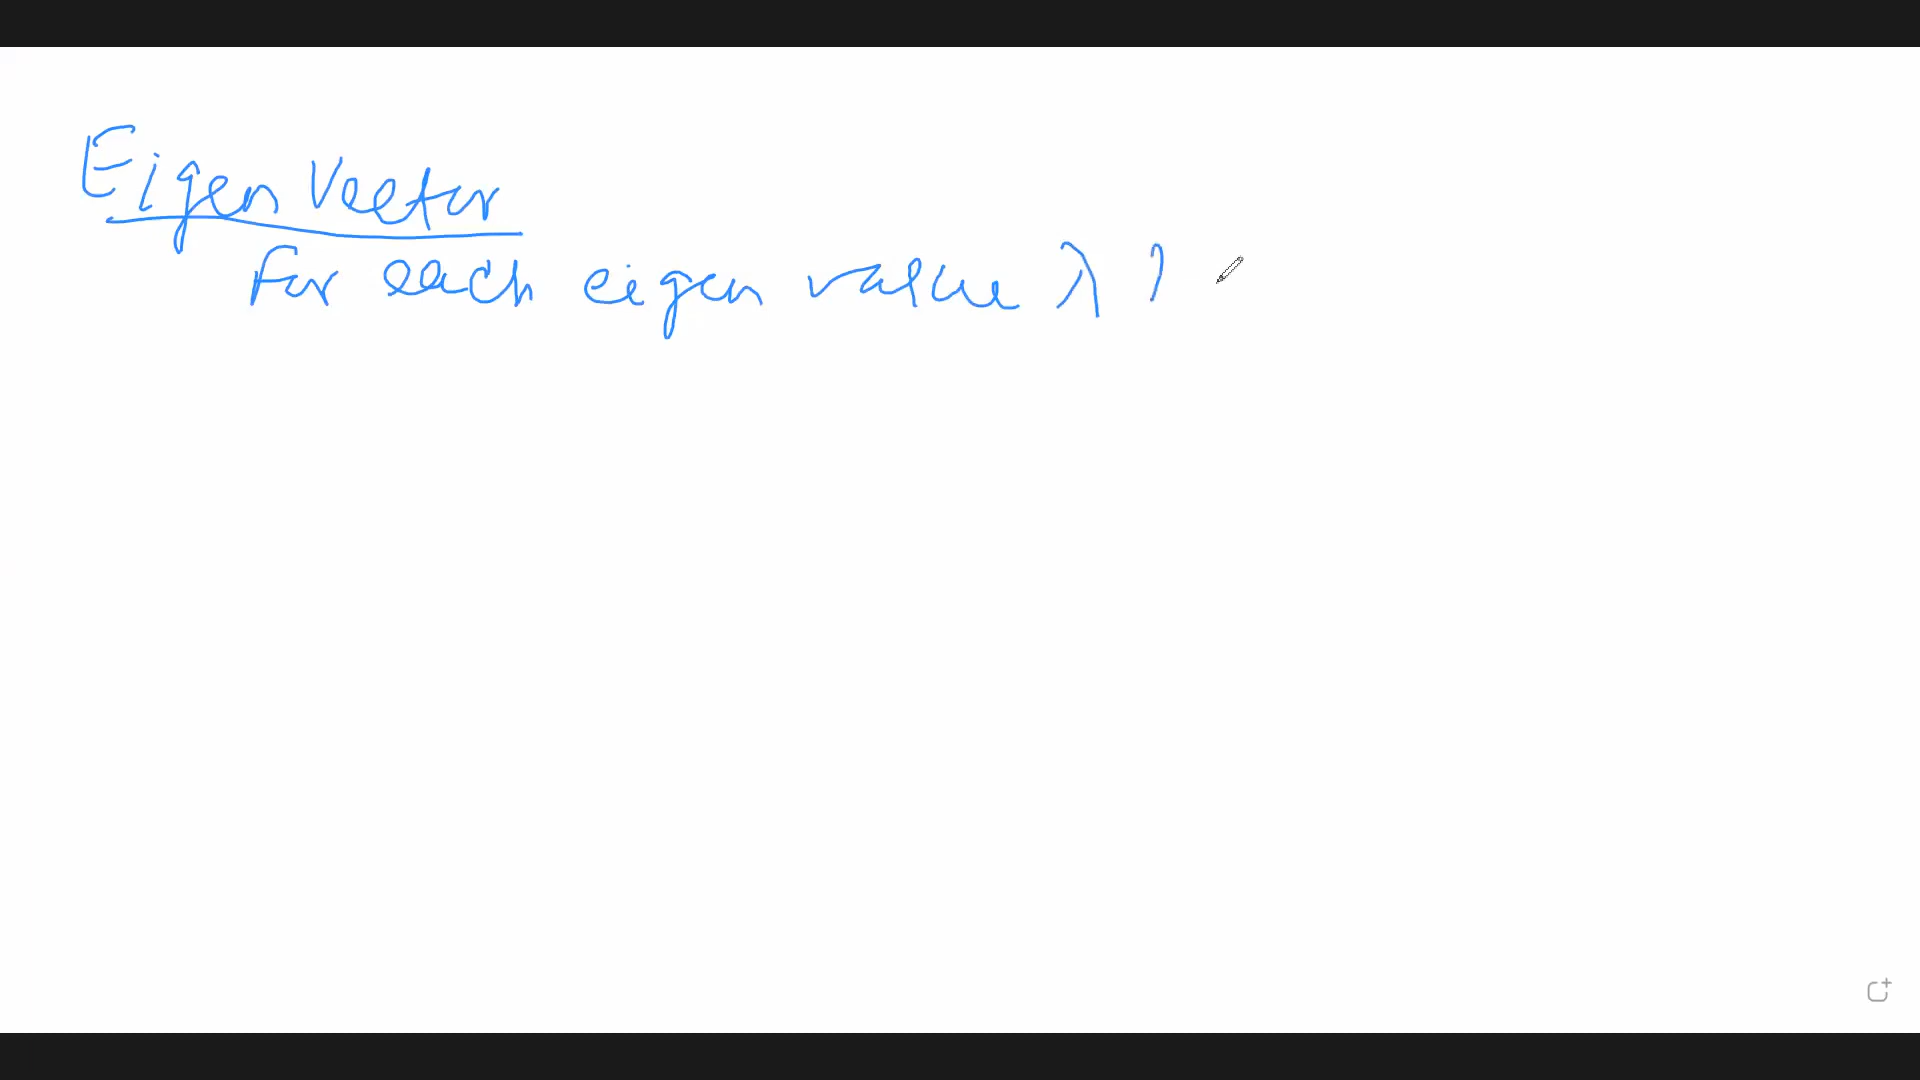 Eigen Vector
For each eigen value λ